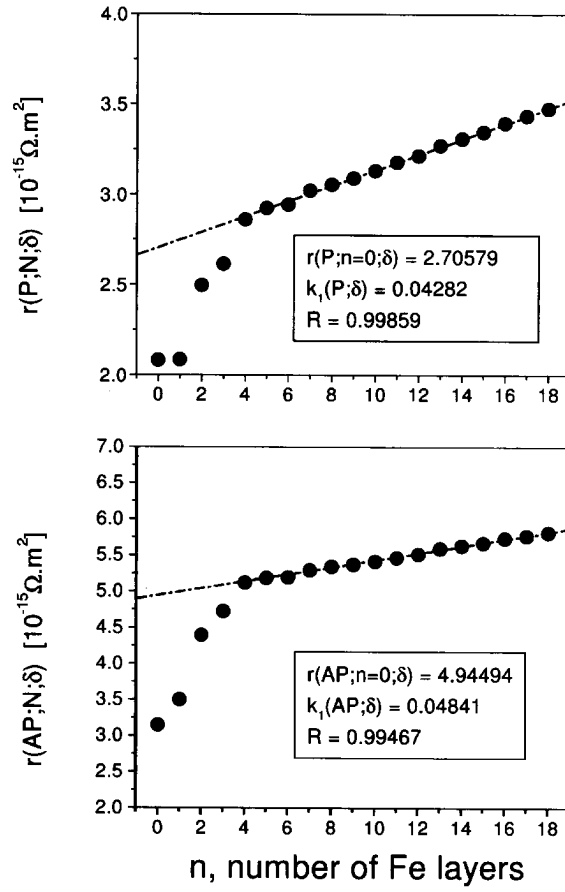 4.0
3.5
3.0
2.5
2.0
r(P;N;δ) [10⁻¹⁵Ω.m²]
r(P;n=0;δ) = 2.70579
k₁(P;δ) = 0.04282
R = 0.99859
0 2 4 6 8 10 12 14 16 18
7.0
6.5
6.0
5.5
5.0
4.5
4.0
3.5
3.0
2.5
2.0
r(AP;N;δ) [10⁻¹⁵Ω.m²]
r(AP;n=0;δ) = 4.94494
k₁(AP;δ) = 0.04841
R = 0.99467
0 2 4 6 8 10 12 14 16 18
n, number of Fe layers